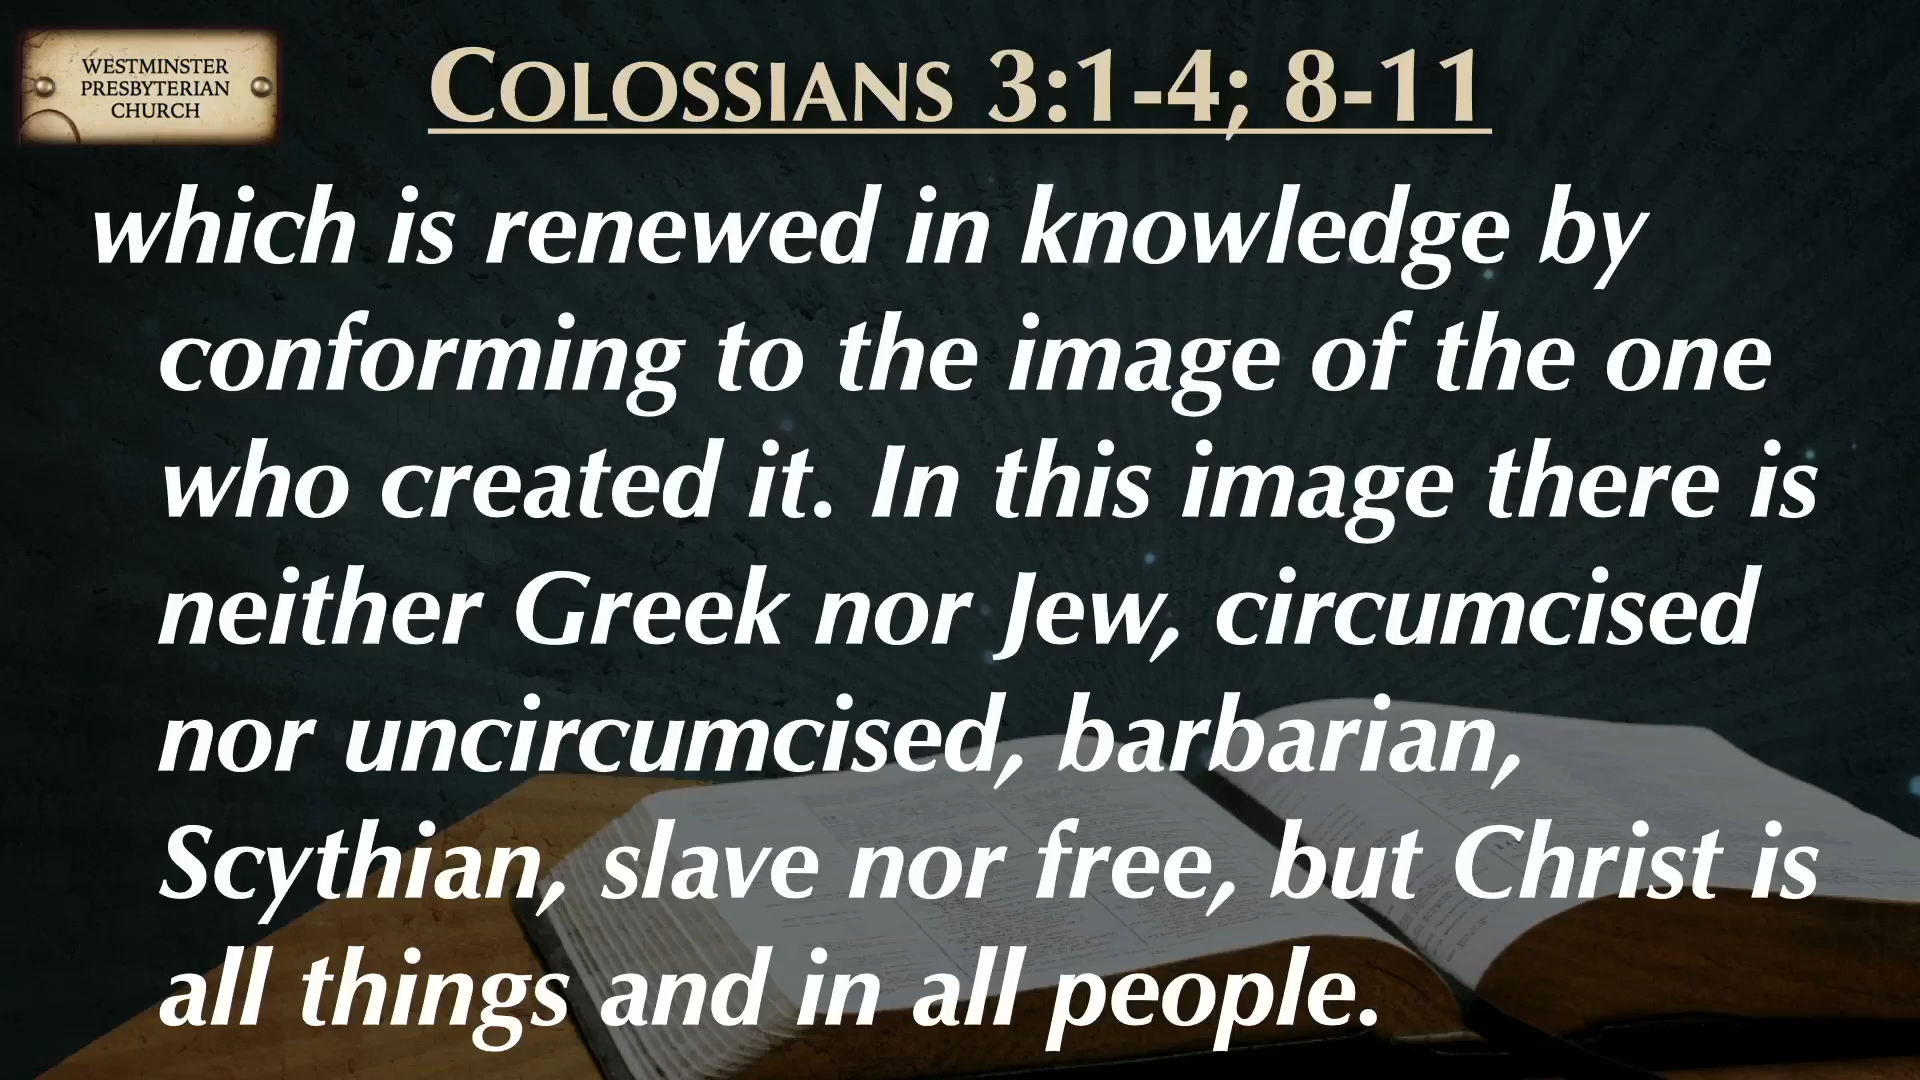 WESTMINSTER
PRESBYTERIAN
CHURCH
COLOSSIANS 3:1-4; 8-11
which is renewed in knowledge by
conforming to the image of the one
who created it. In this image there is
neither Greek nor Jew, circumcised
nor uncircumcised, barbarian,
Scythian, slave nor free, but Christ is
all things and in all people.